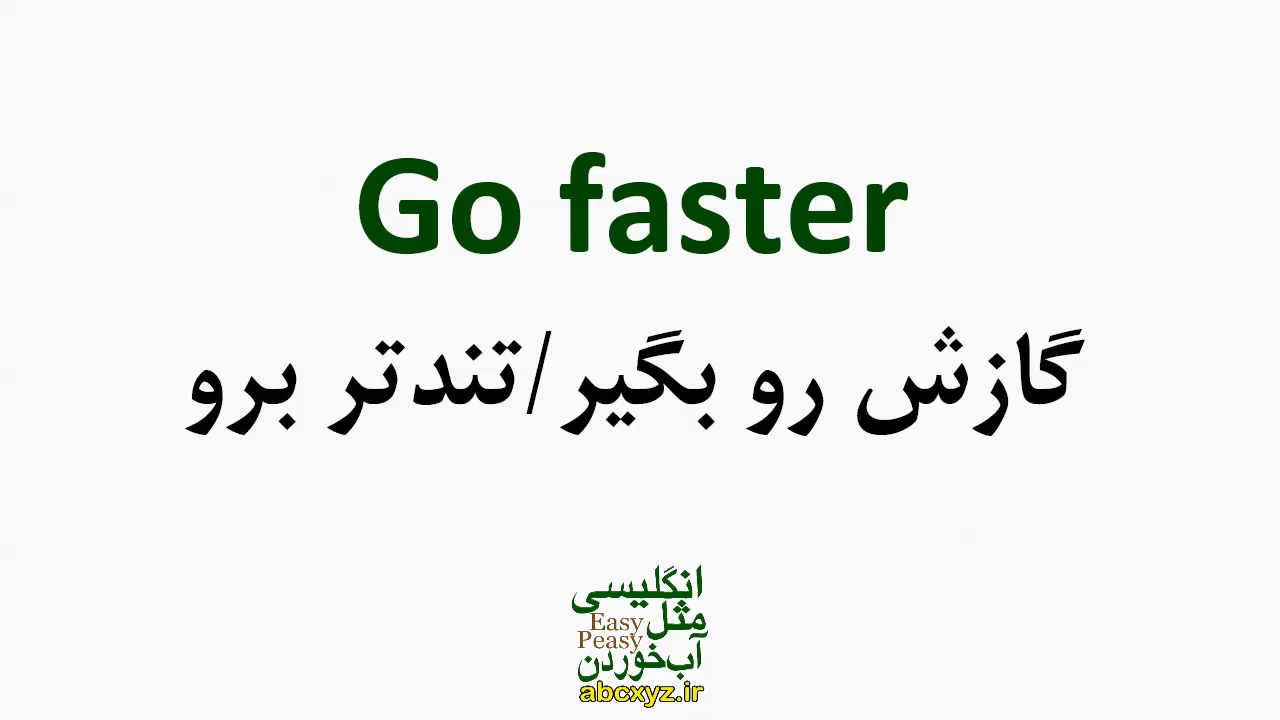 Go faster
گازش رو بگیر/تندتر برو
انگلیسی
مثل
Easy
Peasy
آب‌خوردن
abcxyz.ir